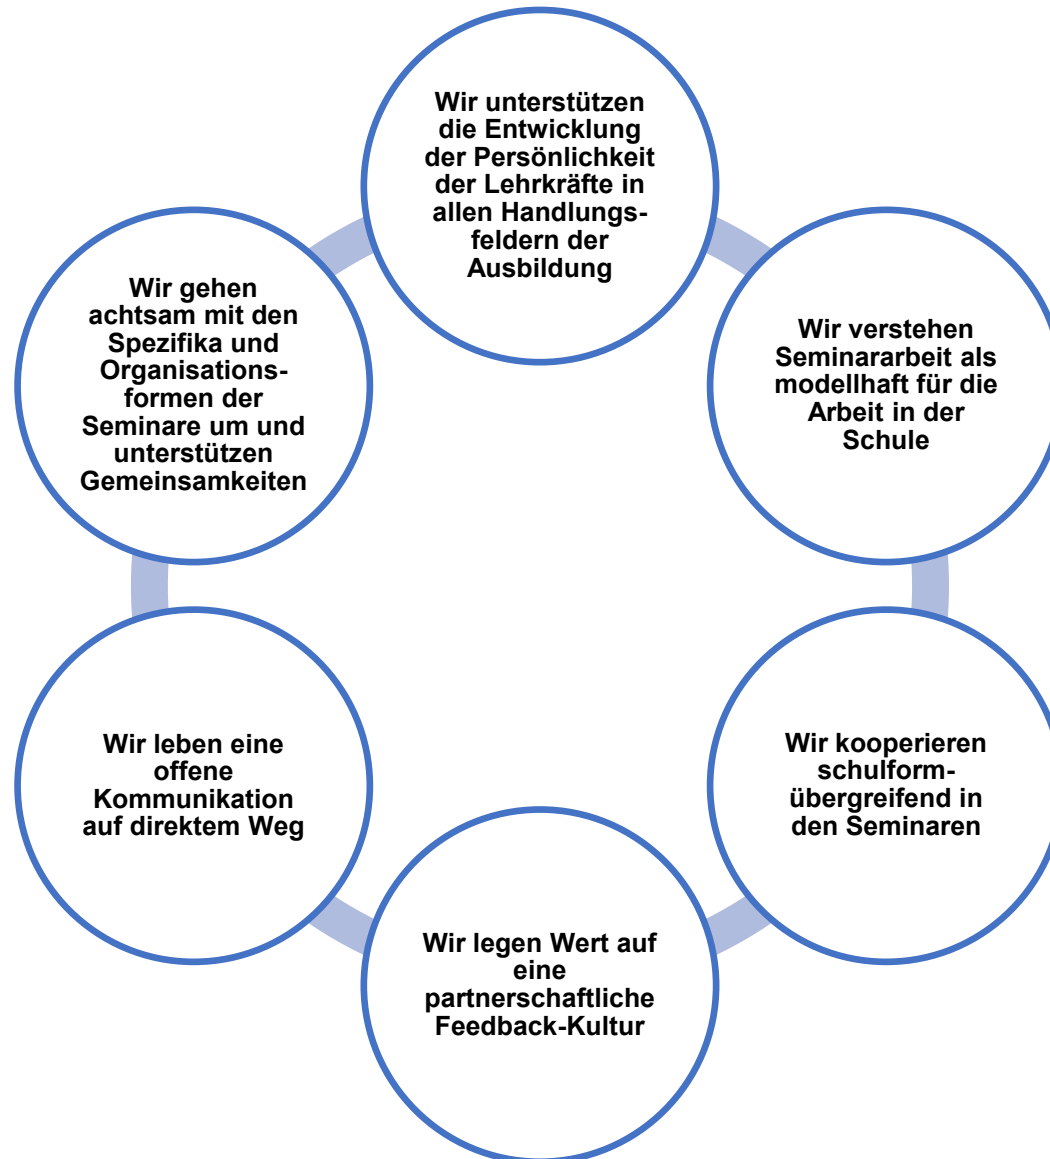 Wir unterstützen
die Entwicklung
der Persönlichkeit
der Lehrkräfte in
allen Handlungs-
feldern der
Ausbildung
Wir verstehen
Seminararbeit als
modellhaft für die
Arbeit in der
Schule
Wir kooperieren
schulform-
übergreifend in
den Seminaren
Wir legen Wert auf
eine
partnerschaftliche
Feedback-Kultur
Wir leben eine
offene
Kommunikation
auf direktem Weg
Wir gehen
achtsam mit den
Spezifika und
Organisations-
formen der
Seminare um und
unterstützen
Gemeinsamkeiten